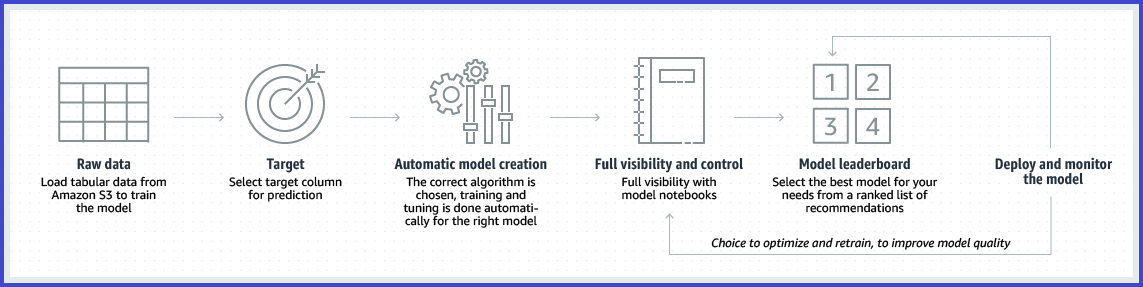 Raw data
Load tabular data from
Amazon S3 to train
the model
Target
Select target column
for prediction
Automatic model creation
The correct algorithm is
chosen, training and
tuning is done automati-
cally for the right model
Full visibility and control
Full visibility with
model notebooks
1
2
3
4
Model leaderboard
Select the best model for your
needs from a ranked list of
recommendations
Deploy and monitor
the model
Choice to optimize and retrain, to improve model quality